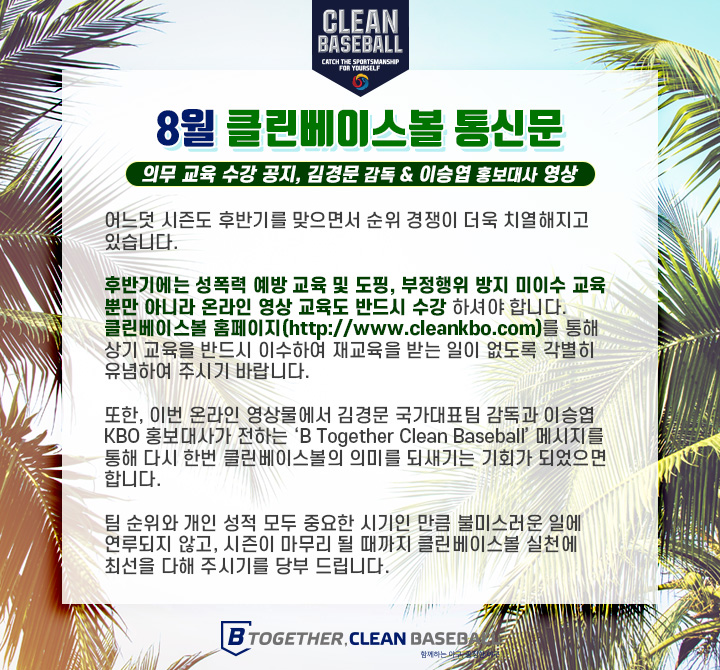 CLEAN
BASEBALL
CATCH THE SPORTSMANSHIP
FOR YOURSELF
8월 클린베이스볼 통신문
의무 교육 수강 공지, 김경문 감독 & 이승엽 홍보대사 영상
어느덧 시즌도 후반기를 맞으면서 순위 경쟁이 더욱 치열해지고
있습니다.
후반기에는 성폭력 예방 교육 및 도핑, 부정행위 방지 미이수 교육
뿐만 아니라 온라인 영상 교육도 반드시 수강 하셔야 합니다.
클린베이스볼 홈페이지(http://www.cleankbo.com)를 통해
상기 교육을 반드시 이수하여 재교육을 받는 일이 없도록 각별히
유념하여 주시기 바랍니다.
또한, 이번 온라인 영상물에서 김경문 국가대표팀 감독과 이승엽
KBO 홍보대사가 전하는 ‘B Together Clean Baseball’ 메시지를
통해 다시 한번 클린베이스볼의 의미를 되새기는 기회가 되었으면
합니다.
팀 순위와 개인 성적 모두 중요한 시기인 만큼 불미스러운 일에
연루되지 않고, 시즌이 마무리 될 때까지 클린베이스볼 실천에
최선을 다해 주시기를 당부 드립니다.
B TOGETHER, CLEAN BASEBALL
함께하는 야구,